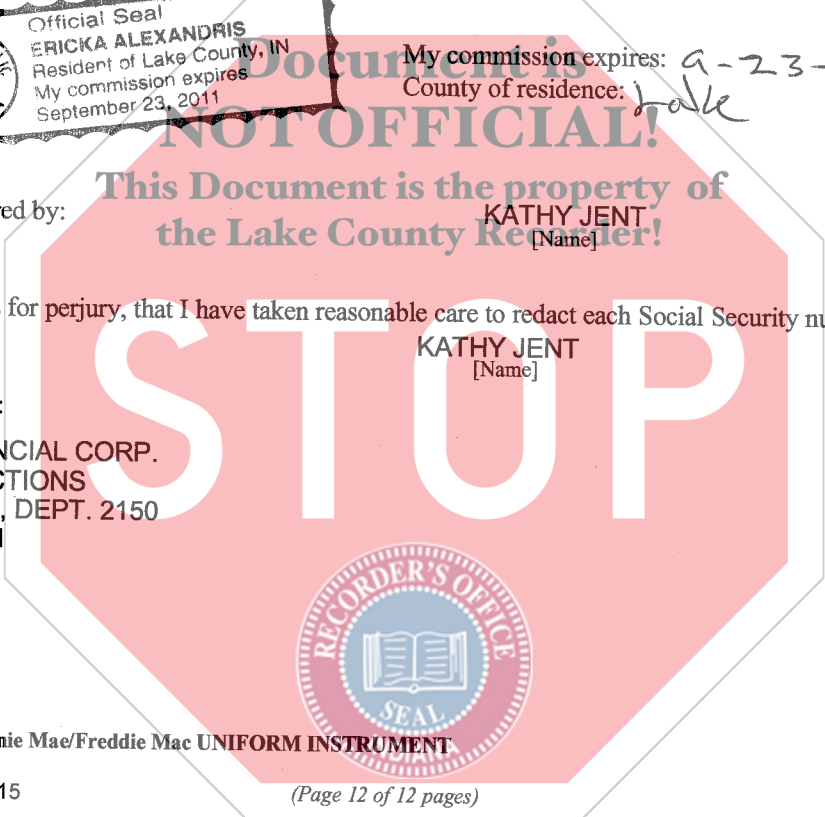 Official Seal
ERICKA ALEXANDRIS
Resident of Lake County, IN
My commission expires
September 23, 2011
My commission expires: 9-23-
County of residence: Lake
Document is
NOT OFFICIAL!
This Document is the property of
the Lake County Recorder!
ed by:
KATHY JENT
[Name]
for perjury, that I have taken reasonable care to redact each Social Security nu
KATHY JENT
[Name]
STOP
:
NCIAL CORP.
CTIONS
, DEPT. 2150
RECORDER'S OFFICE
SEAL
INDIANA
nie Mae/Freddie Mac UNIFORM INSTRUMENT
15
(Page 12 of 12 pages)